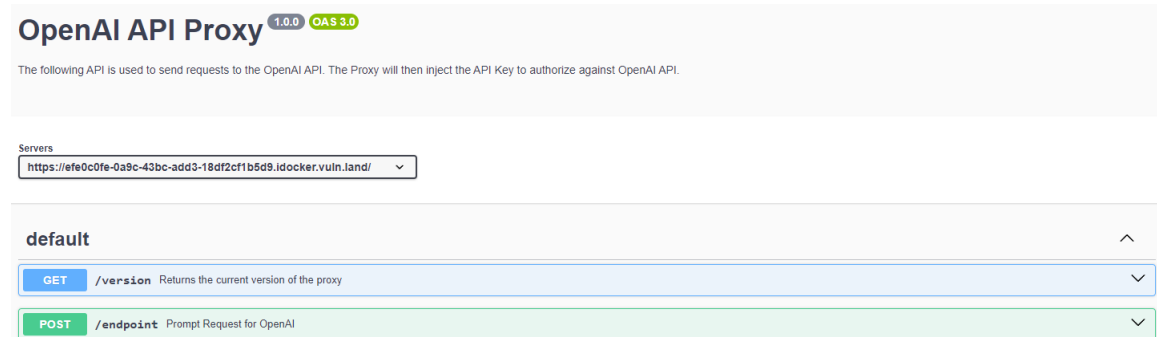 OpenAI API Proxy 1.0.0 OAS 3.0
The following API is used to send requests to the OpenAI API. The Proxy will then inject the API Key to authorize against OpenAI API.
Servers
https://efe0c0fe-0a9c-43bc-add3-18df2cf1b5d9.idocker.vuln.land/
default
GET /version Returns the current version of the proxy
POST /endpoint Prompt Request for OpenAI